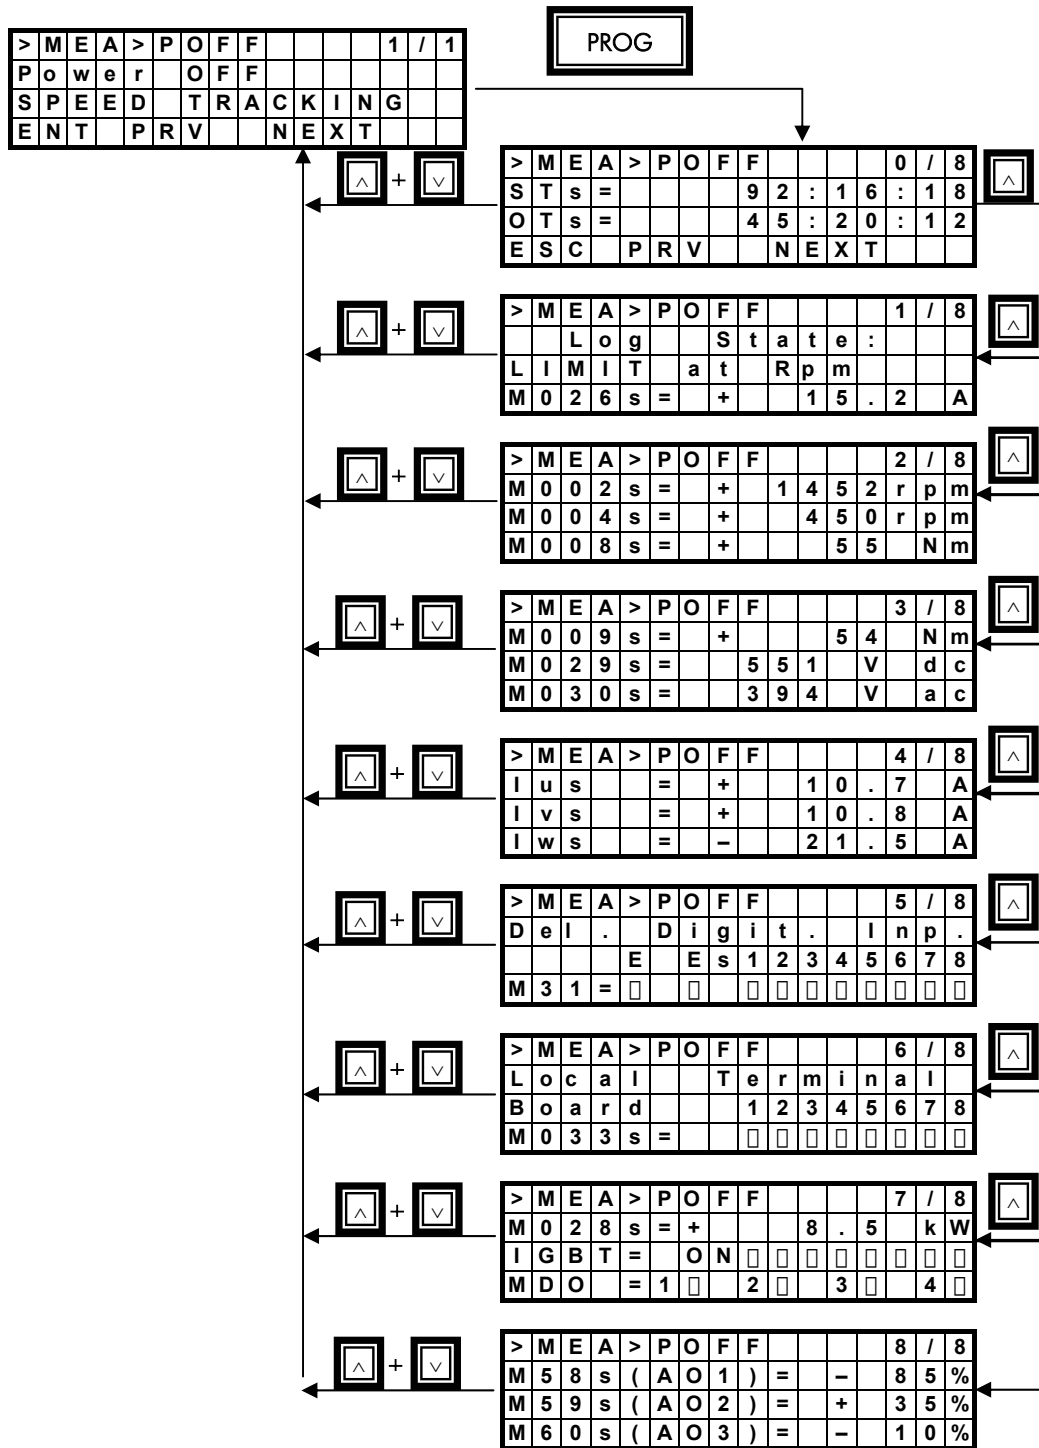 PROG
>MEA>POFF 1/1
Power OFF
SPEED TRACKING
ENT PRV NEXT
>MEA>POFF 0/8
STs= 92:16:18
OTs= 45:20:12
ESC PRV NEXT
∧ + ∨
∧
>MEA>POFF 1/8
Log State:
LIMIT at Rpm
M026s= + 15.2 A
∧ + ∨
∧
>MEA>POFF 2/8
M002s= + 1452rpm
M004s= + 450rpm
M008s= + 55 Nm
∧ + ∨
∧
>MEA>POFF 3/8
M009s= + 54 Nm
M029s= 551 V dc
M030s= 394 V ac
∧ + ∨
∧
>MEA>POFF 4/8
Ius = + 10.7 A
Ivs = + 10.8 A
Iws = – 21.5 A
∧ + ∨
∧
>MEA>POFF 5/8
Del. Digit. Inp.
E Es12345678
M31=▯ ▯ ▯▯▯▯▯▯▯▯
∧ + ∨
∧
>MEA>POFF 6/8
Local Terminal
Board 12345678
M033s= ▯▯▯▯▯▯▯▯
∧ + ∨
∧
>MEA>POFF 7/8
M028s=+ 8.5 kW
IGBT= ON▯▯▯▯▯▯▯▯
MDO =1▯ 2▯ 3▯ 4▯
∧ + ∨
∧
>MEA>POFF 8/8
M58s(AO1)= – 85%
M59s(AO2)= + 35%
M60s(AO3)= – 10%
∧ + ∨